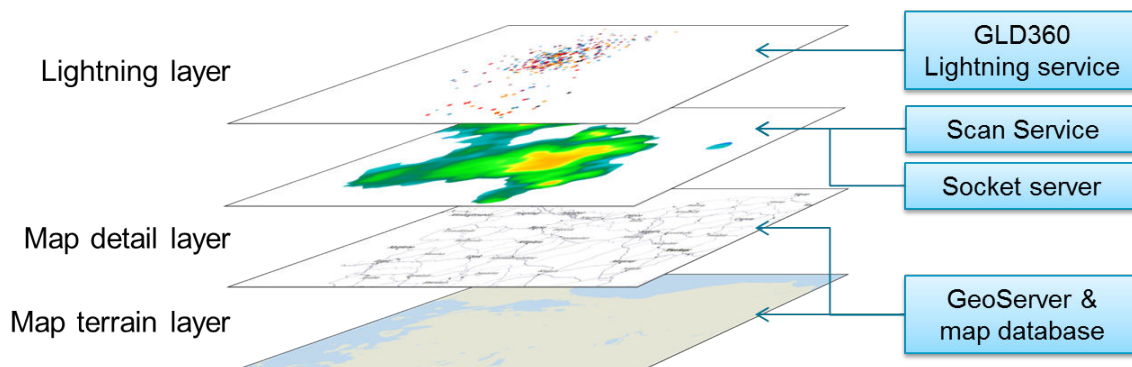 Lightning layer
GLD360
Lightning service
Scan Service
Socket server
Map detail layer
Map terrain layer
GeoServer &
map database